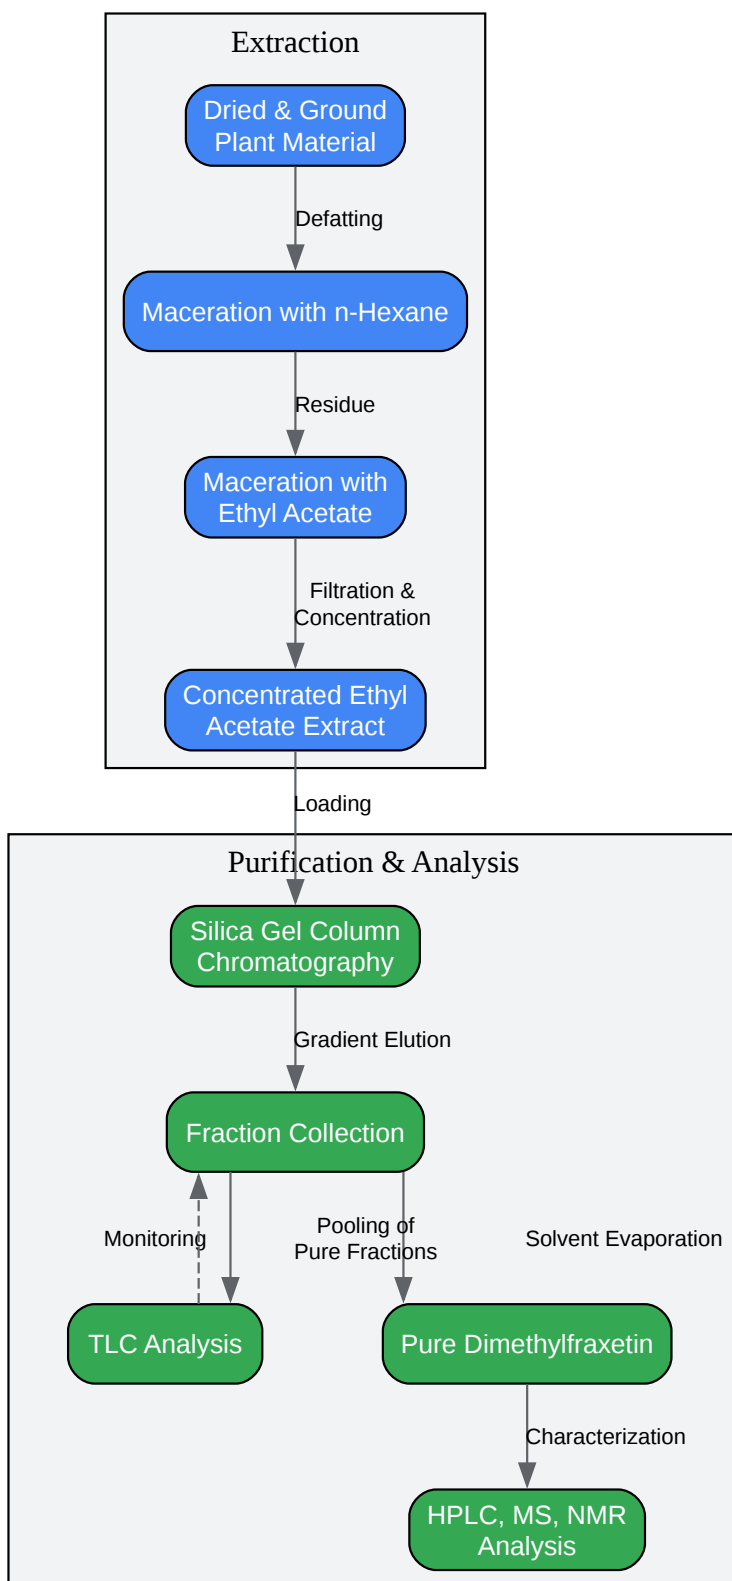 Extraction
Dried & Ground
Plant Material
Defatting
Maceration with n-Hexane
Residue
Maceration with
Ethyl Acetate
Filtration &
Concentration
Concentrated Ethyl
Acetate Extract
Loading
Purification & Analysis
Silica Gel Column
Chromatography
Gradient Elution
Fraction Collection
Monitoring
Pooling of
Pure Fractions
Solvent Evaporation
TLC Analysis
Pure Dimethylfraxetin
Characterization
HPLC, MS, NMR
Analysis